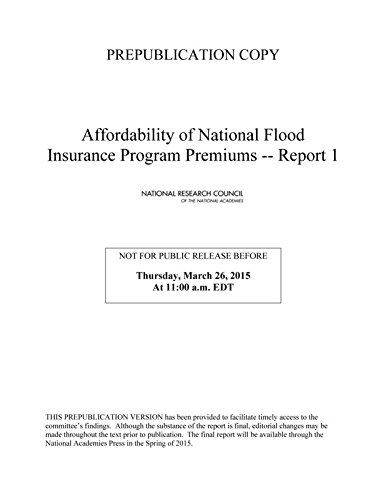 PREPUBLICATION COPY
Affordability of National Flood
Insurance Program Premiums -- Report 1
NATIONAL RESEARCH COUNCIL
OF THE NATIONAL ACADEMIES
NOT FOR PUBLIC RELEASE BEFORE
Thursday, March 26, 2015
At 11:00 a.m. EDT
THIS PREPUBLICATION VERSION has been provided to facilitate timely access to the
committee's findings. Although the substance of the report is final, editorial changes may be
made throughout the text prior to publication. The final report will be available through the
National Academies Press in the Spring of 2015.